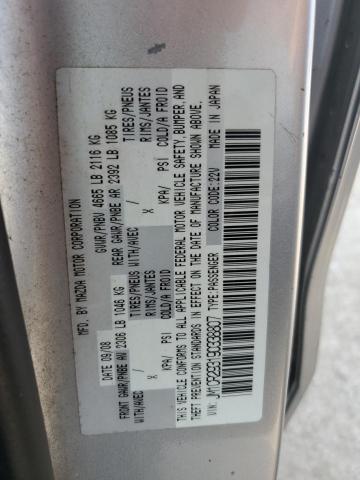 MFD. BY MAZDA MOTOR CORPORATION
DATE: 09/08 GVWR/PNBV 4665 LB 2116 KG
FRONT GAWR/PNBE AV 2306 LB 1046 KG REAR GAWR/PNBE AR 2392 LB 1085 KG
WITH/AVEC TIRES/PNEUS WITH/AVEC TIRES/PNEUS
X RIMS/JANTES X RIMS/JANTES
KPA/ PSI COLD/A FROID KPA/ PSI COLD/A FROID
THIS VEHICLE CONFORMS TO ALL APPLICABLE FEDERAL MOTOR VEHICLE SAFETY, BUMPER, AND
THEFT PREVENTION STANDARDS IN EFFECT ON THE DATE OF MANUFACTURE SHOWN ABOVE.
VIN: TYPE: PASSENGER COLOR CODE: 22V MADE IN JAPAN